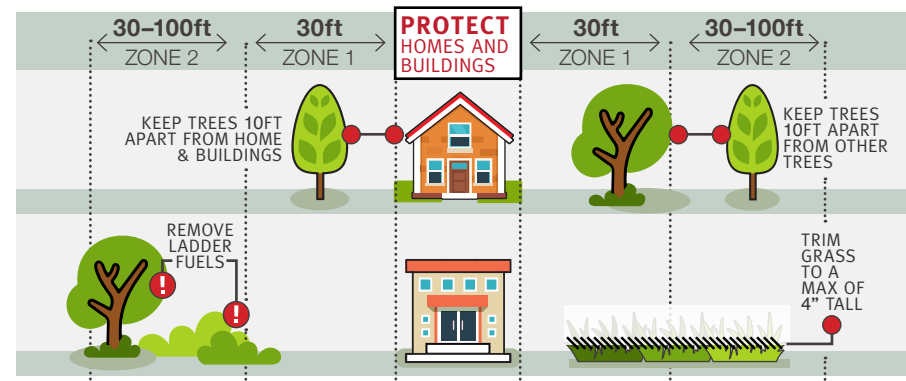 30–100ft
ZONE 2
30ft
ZONE 1
PROTECT
HOMES AND
BUILDINGS
30ft
ZONE 1
30–100ft
ZONE 2
KEEP TREES 10FT
APART FROM HOME
& BUILDINGS
KEEP TREES
10FT APART
FROM OTHER
TREES
REMOVE
LADDER
FUELS
!
!
TRIM
GRASS
TO A
MAX OF
4” TALL